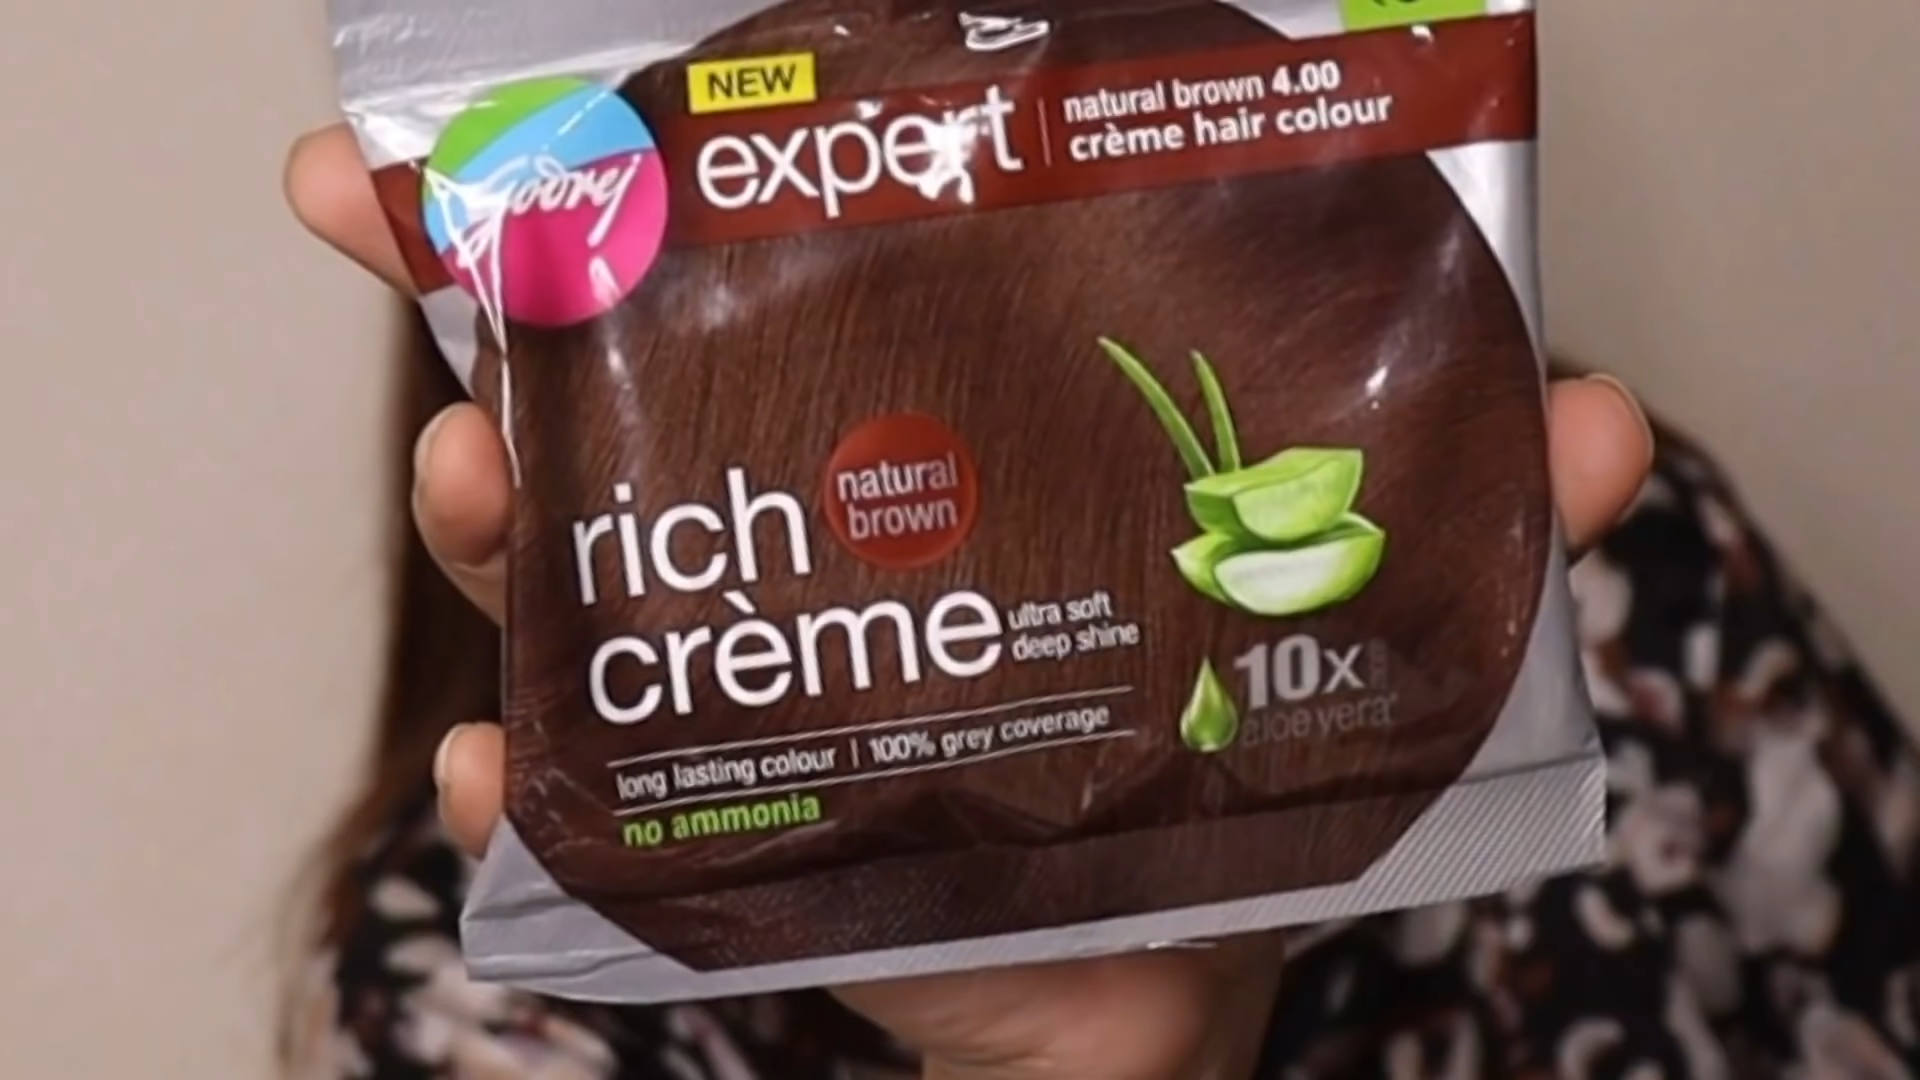 NEW
Godrej
expert
natural brown 4.00
crème hair colour
rich
natural
brown
crème
ultra soft
deep shine
10x
aloe vera*
long lasting colour | 100% grey coverage
no ammonia